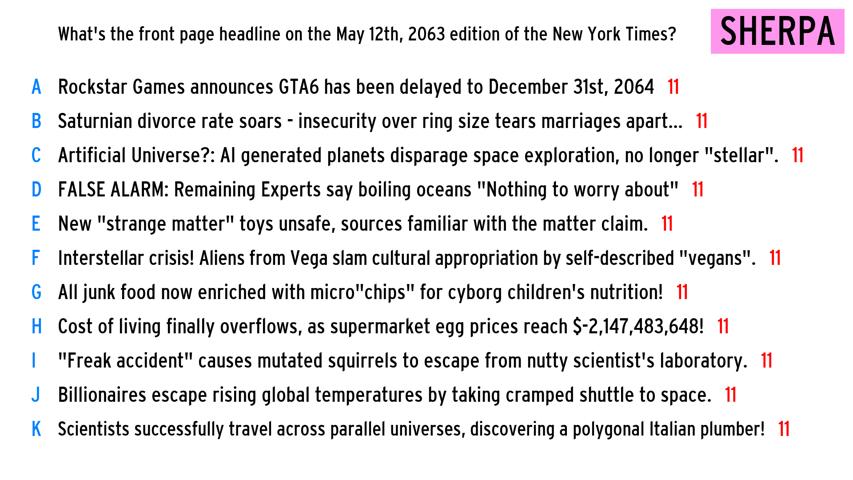 What's the front page headline on the May 12th, 2063 edition of the New York Times?
SHERPA
A Rockstar Games announces GTA6 has been delayed to December 31st, 2064 11
B Saturnian divorce rate soars - insecurity over ring size tears marriages apart... 11
C Artificial Universe?: AI generated planets disparage space exploration, no longer "stellar". 11
D FALSE ALARM: Remaining Experts say boiling oceans "Nothing to worry about" 11
E New "strange matter" toys unsafe, sources familiar with the matter claim. 11
F Interstellar crisis! Aliens from Vega slam cultural appropriation by self-described "vegans". 11
G All junk food now enriched with micro"chips" for cyborg children's nutrition! 11
H Cost of living finally overflows, as supermarket egg prices reach $-2,147,483,648! 11
I "Freak accident" causes mutated squirrels to escape from nutty scientist's laboratory. 11
J Billionaires escape rising global temperatures by taking cramped shuttle to space. 11
K Scientists successfully travel across parallel universes, discovering a polygonal Italian plumber! 11